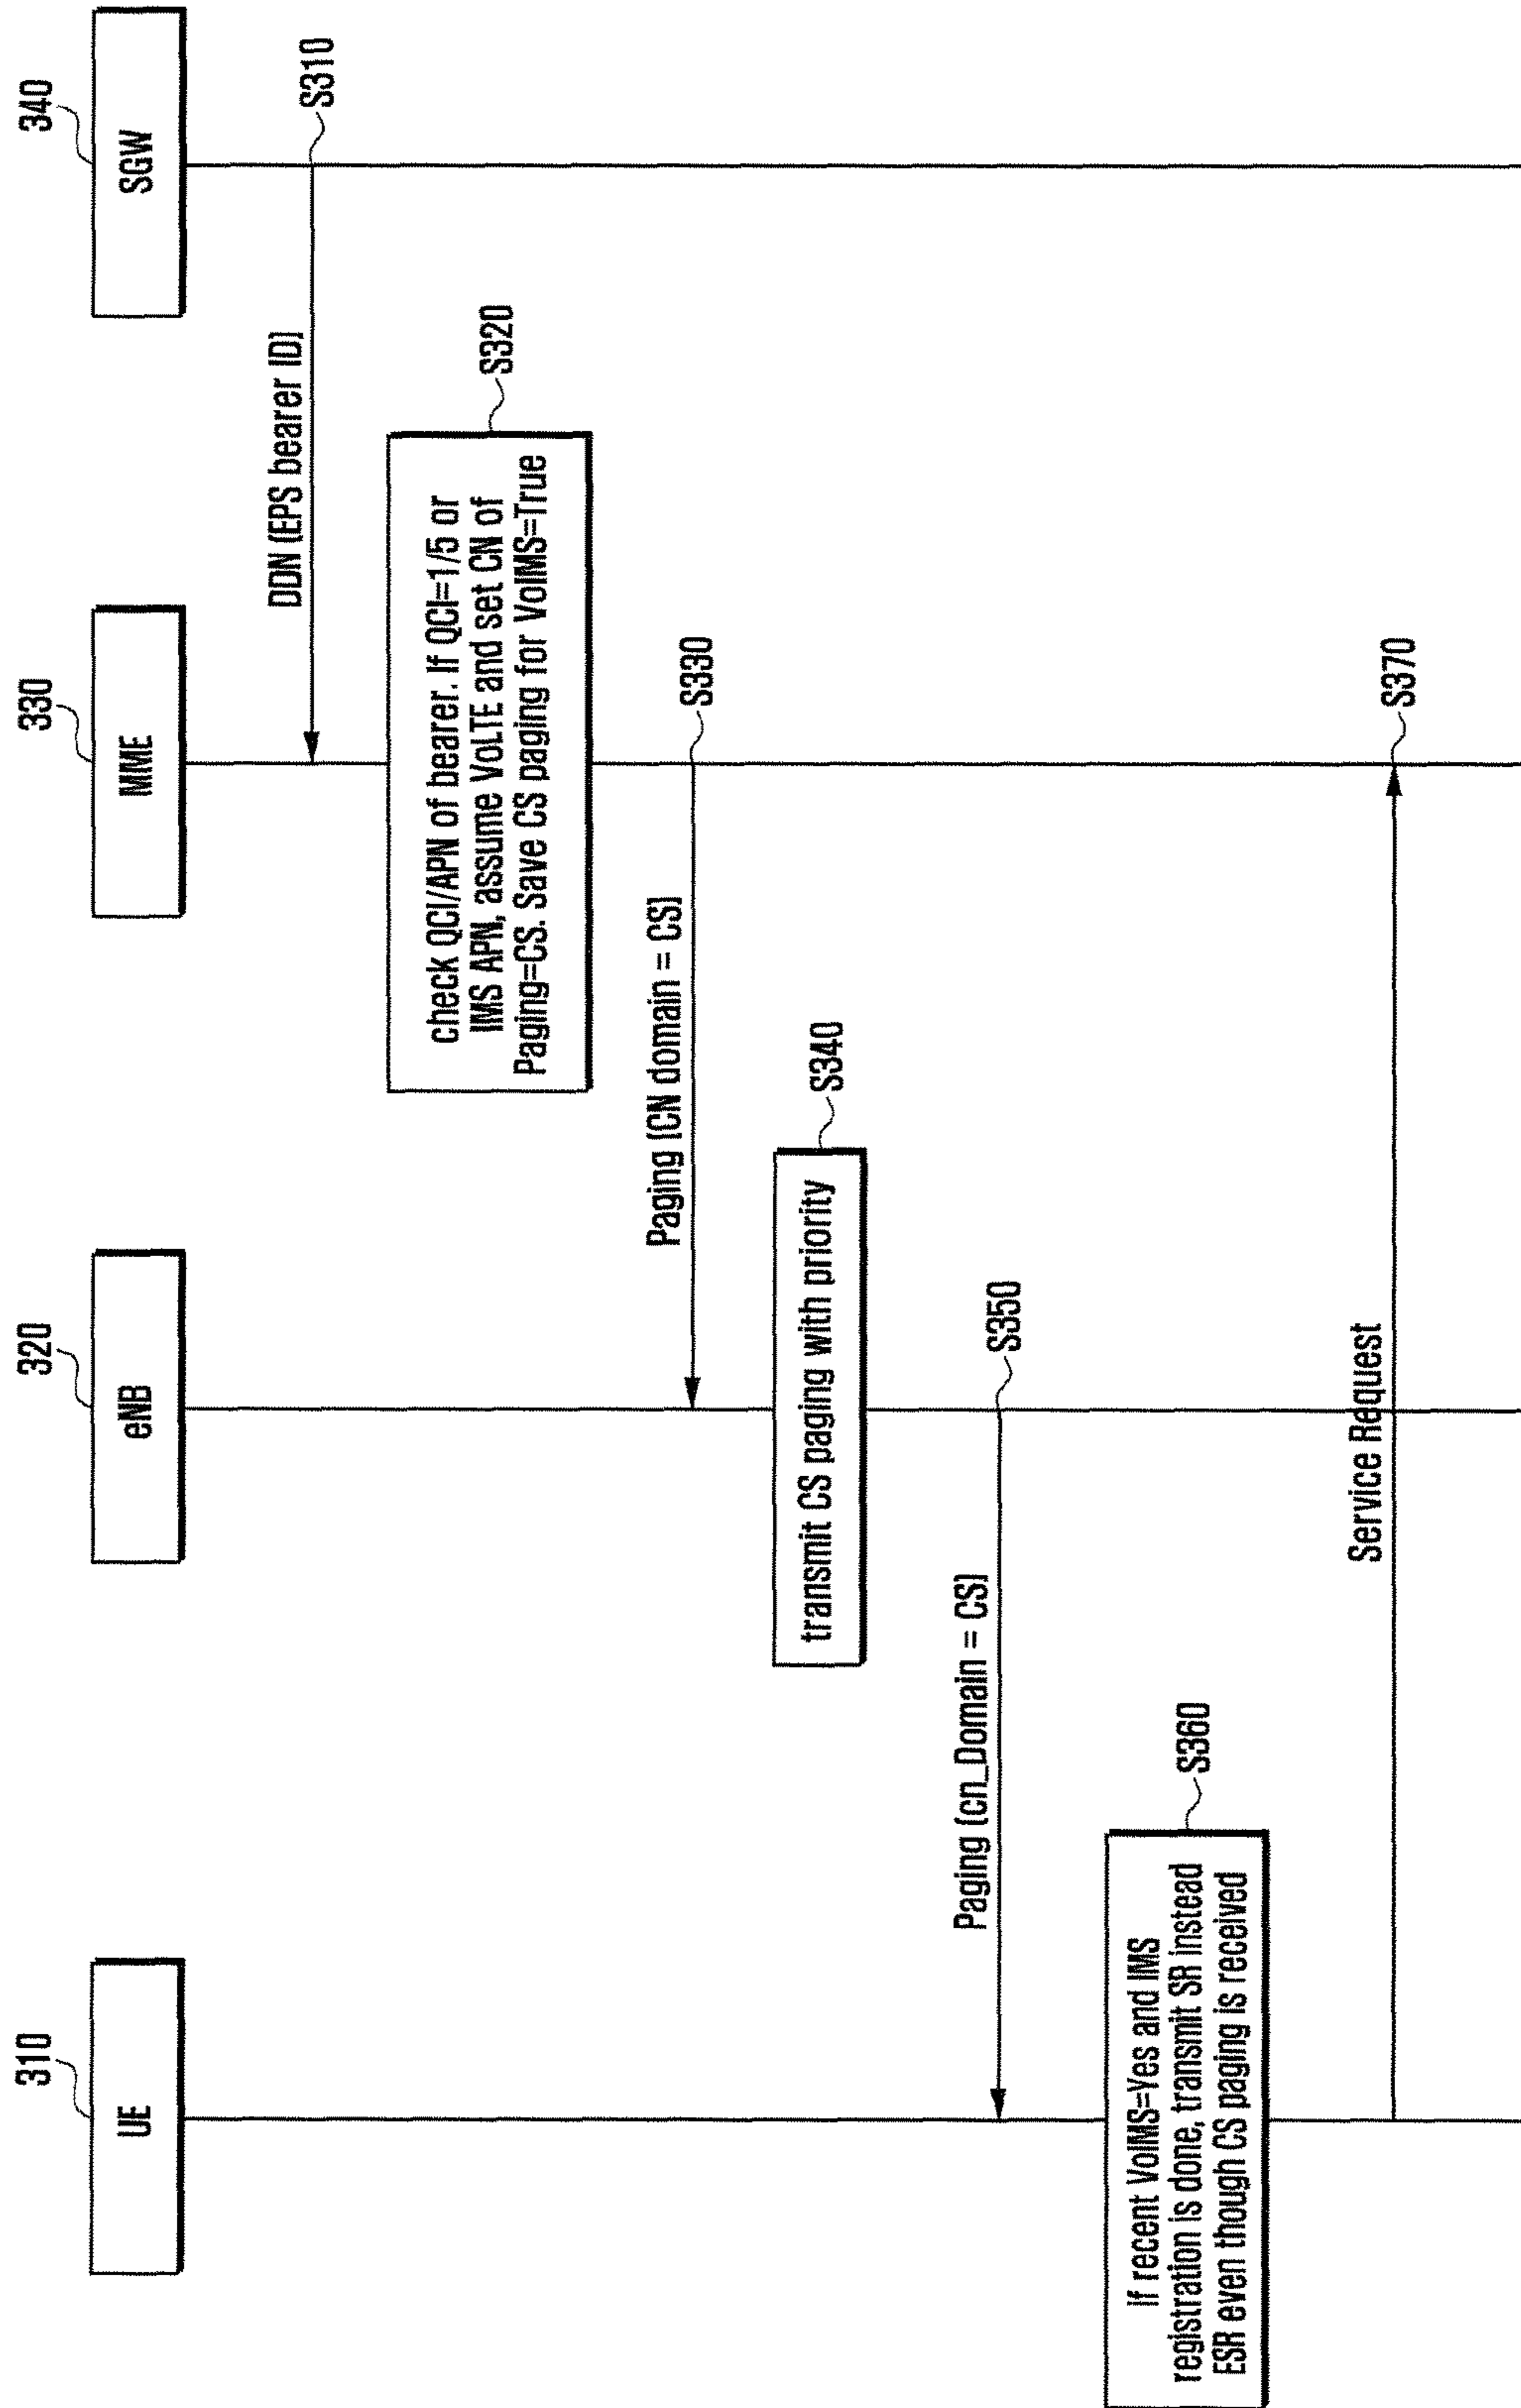 310
320
330
340
UE
eNB
MME
SGW
DDN (EPS bearer ID)
S310
check QCI/APN of bearer. If QCI=1/5 or
IMS APN, assume VoLTE and set CN of
Paging=CS. Save CS paging for VoIMS=True
S320
Paging (CN domain = CS)
S330
transmit CS paging with priority
S340
Paging (cn_Domain = CS)
S350
If recent VoIMS=Yes and IMS
registration is done, transmit SR instead
ESR even though CS paging is received
S360
Service Request
S370